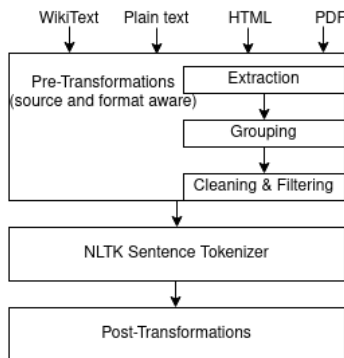 WikiText Plain text HTML PDF
Pre-Transformations
(source and format aware)
Extraction
Grouping
Cleaning & Filtering
NLTK Sentence Tokenizer
Post-Transformations